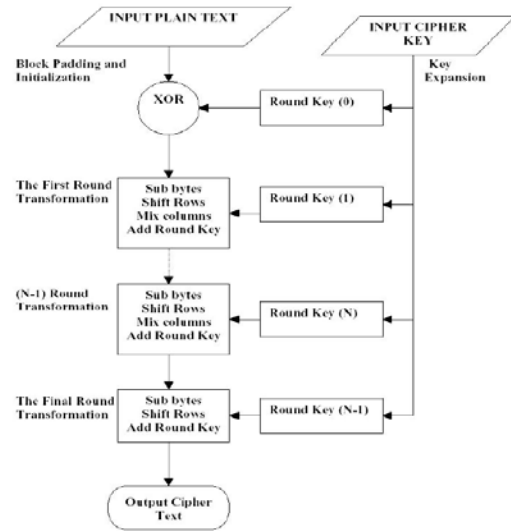 INPUT PLAIN TEXT
INPUT CIPHER
KEY
Block Padding and
Initialization
Key
Expansion
XOR
Round Key (0)
The First Round
Transformation
Sub bytes
Shift Rows
Mix columns
Add Round Key
Round Key (1)
(N-1) Round
Transformation
Sub bytes
Shift Rows
Mix columns
Add Round Key
Round Key (N)
The Final Round
Transformation
Sub bytes
Shift Rows
Add Round Key
Round Key (N-1)
Output Cipher
Text